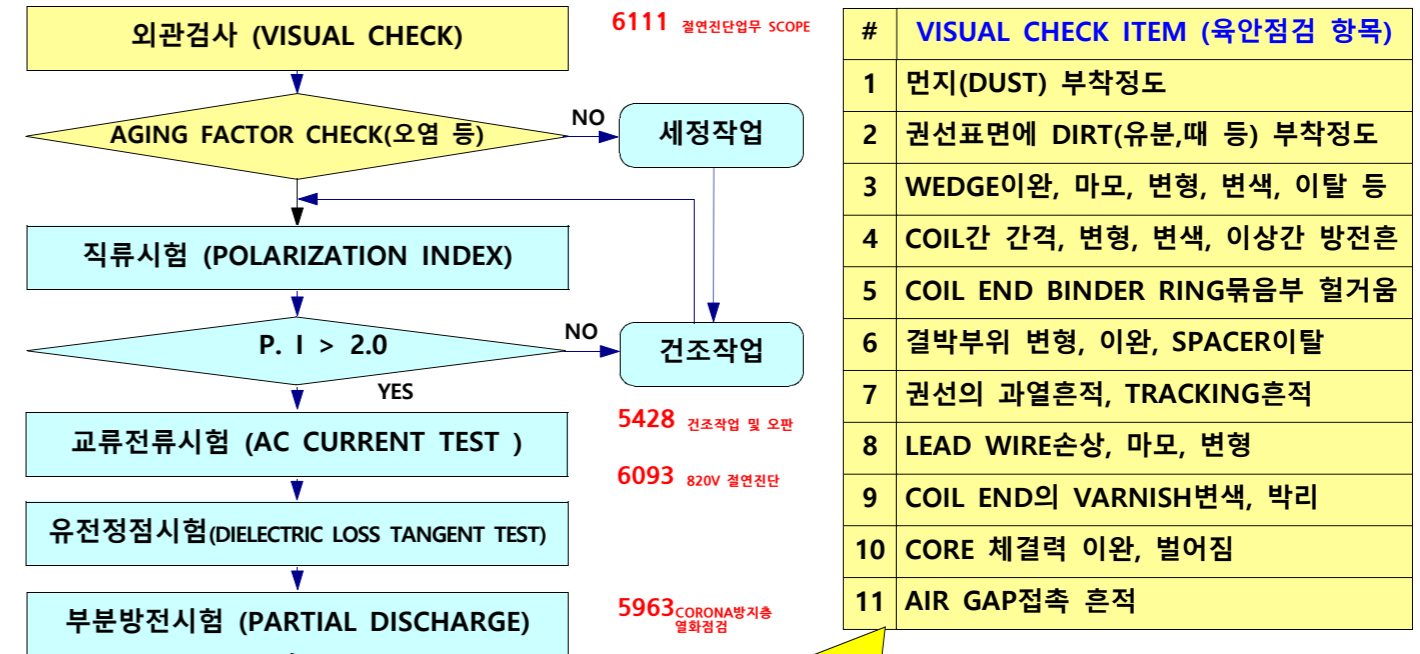 외관검사 (VISUAL CHECK)
6111 절연진단업무 SCOPE
AGING FACTOR CHECK(오염 등)
NO
세정작업
직류시험 (POLARIZATION INDEX)
P. I > 2.0
NO
건조작업
YES
5428 건조작업 및 오판
교류전류시험 (AC CURRENT TEST )
6093 820V 절연진단
유전정점시험(DIELECTRIC LOSS TANGENT TEST)
부분방전시험 (PARTIAL DISCHARGE)
5963 CORONA방지층
열화점검
# VISUAL CHECK ITEM (육안점검 항목)
1 먼지(DUST) 부착정도
2 권선표면에 DIRT(유분,때 등) 부착정도
3 WEDGE이완, 마모, 변형, 변색, 이탈 등
4 COIL간 간격, 변형, 변색, 이상간 방전흔
5 COIL END BINDER RING묶음부 헐거움
6 결박부위 변형, 이완, SPACER이탈
7 권선의 과열흔적, TRACKING흔적
8 LEAD WIRE손상, 마모, 변형
9 COIL END의 VARNISH변색, 박리
10 CORE 체결력 이완, 벌어짐
11 AIR GAP접촉 흔적